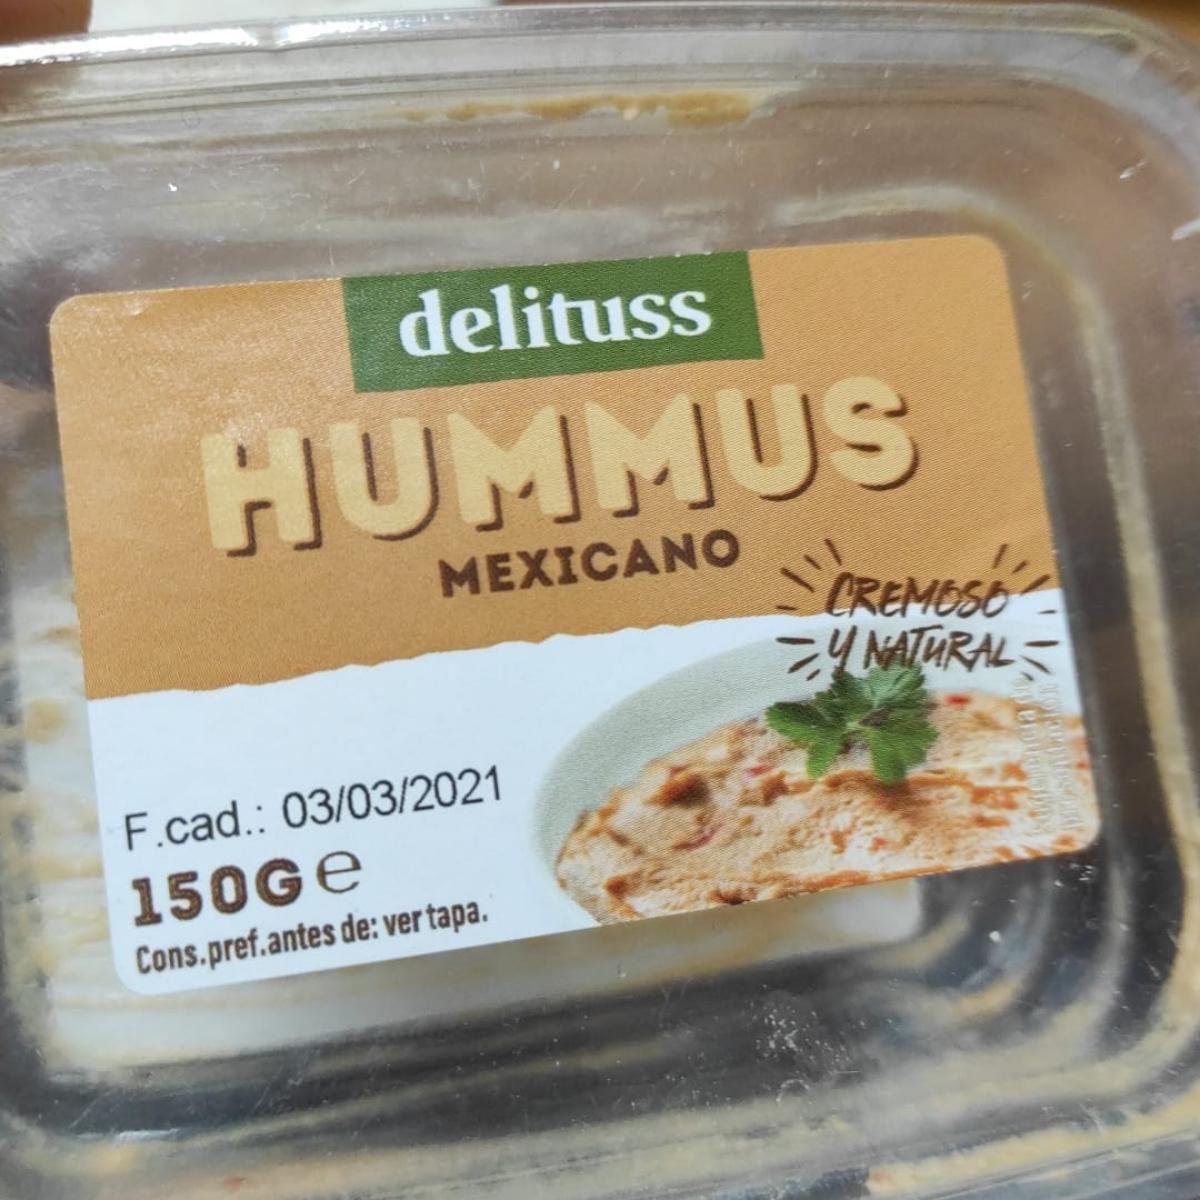 delituss
HUMMUS
MEXICANO
CREMOSO
Y NATURAL
F.cad.: 03/03/2021
150G e
Cons.pref.antes de: ver tapa.